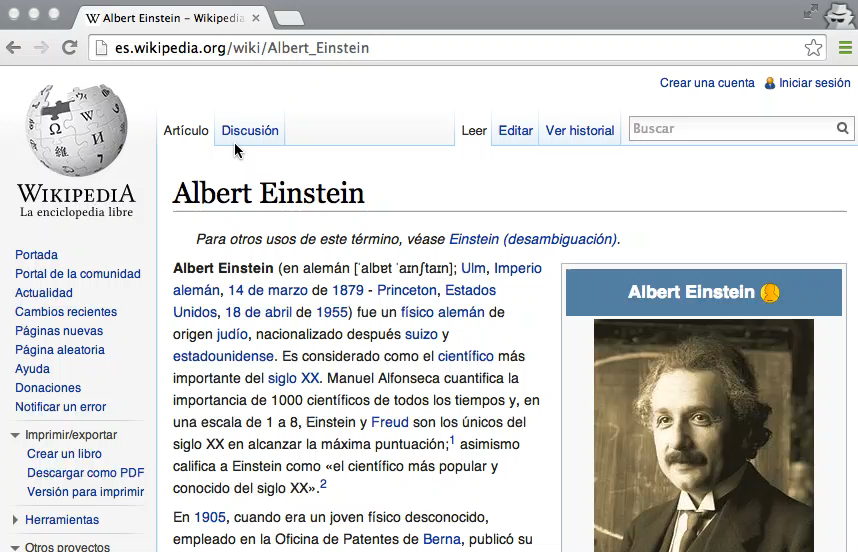 Albert Einstein – Wikipedia
es.wikipedia.org/wiki/Albert_Einstein
Crear una cuenta Iniciar sesión
Artículo Discusión Leer Editar Ver historial Buscar
Ω W И 維
WIKIPEDIA
La enciclopedia libre
Portada
Portal de la comunidad
Actualidad
Cambios recientes
Páginas nuevas
Página aleatoria
Ayuda
Donaciones
Notificar un error
Imprimir/exportar
Crear un libro
Descargar como PDF
Versión para imprimir
Herramientas
Otros proyectos
Albert Einstein
Para otros usos de este término, véase Einstein (desambiguación).
Albert Einstein (en alemán [ˈalbɐt ˈaɪnʃtaɪn]; Ulm, Imperio
alemán, 14 de marzo de 1879 - Princeton, Estados
Unidos, 18 de abril de 1955) fue un físico alemán de
origen judío, nacionalizado después suizo y
estadounidense. Es considerado como el científico más
importante del siglo XX. Manuel Alfonseca cuantifica la
importancia de 1000 científicos de todos los tiempos y, en
una escala de 1 a 8, Einstein y Freud son los únicos del
siglo XX en alcanzar la máxima puntuación;1 asimismo
califica a Einstein como «el científico más popular y
conocido del siglo XX».2
En 1905, cuando era un joven físico desconocido,
empleado en la Oficina de Patentes de Berna, publicó su
Albert Einstein